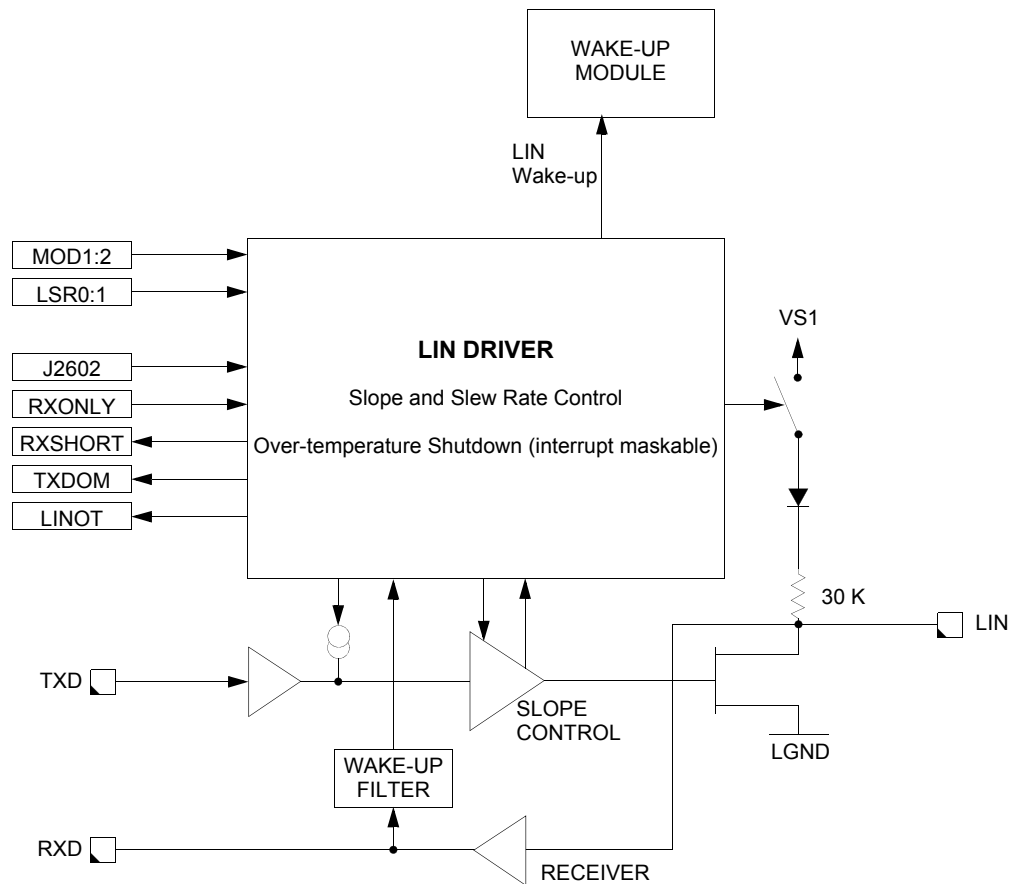 WAKE-UP
MODULE
LIN
Wake-up
MOD1:2
LSR0:1
J2602
RXONLY
RXSHORT
TXDOM
LINOT
LIN DRIVER
Slope and Slew Rate Control
Over-temperature Shutdown (interrupt maskable)
VS1
30 K
LIN
TXD
SLOPE
CONTROL
LGND
WAKE-UP
FILTER
RXD
RECEIVER